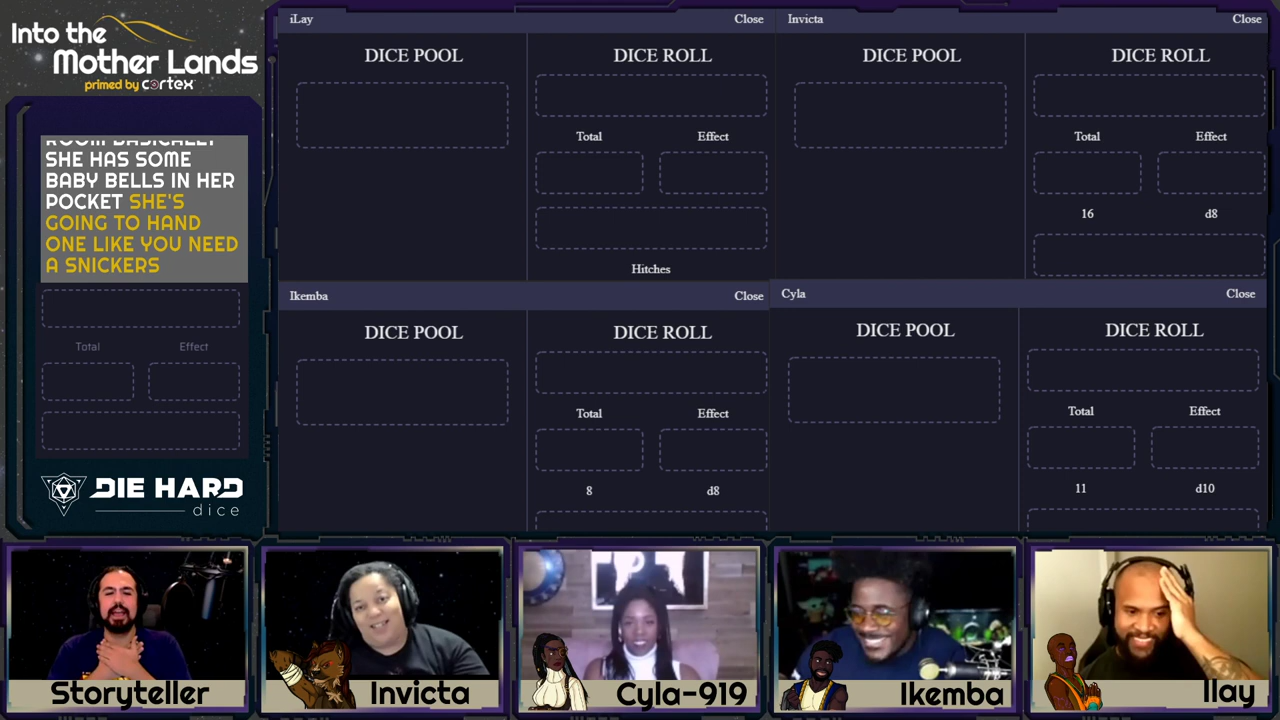 Into the
Mother Lands
primed by cortex
ROOM BASICALLY
SHE HAS SOME
BABY BELLS IN HER
POCKET SHE'S
GOING TO HAND
ONE LIKE YOU NEED
A SNICKERS
Total Effect
DIE HARD
dice
iLay Close
DICE POOL DICE ROLL
Total Effect
Hitches
Invicta Close
DICE POOL DICE ROLL
Total Effect
16 d8
Ikemba Close
DICE POOL DICE ROLL
Total Effect
8 d8
Cyla Close
DICE POOL DICE ROLL
Total Effect
11 d10
Storyteller
Invicta
Cyla-919
Ikemba
Ilay